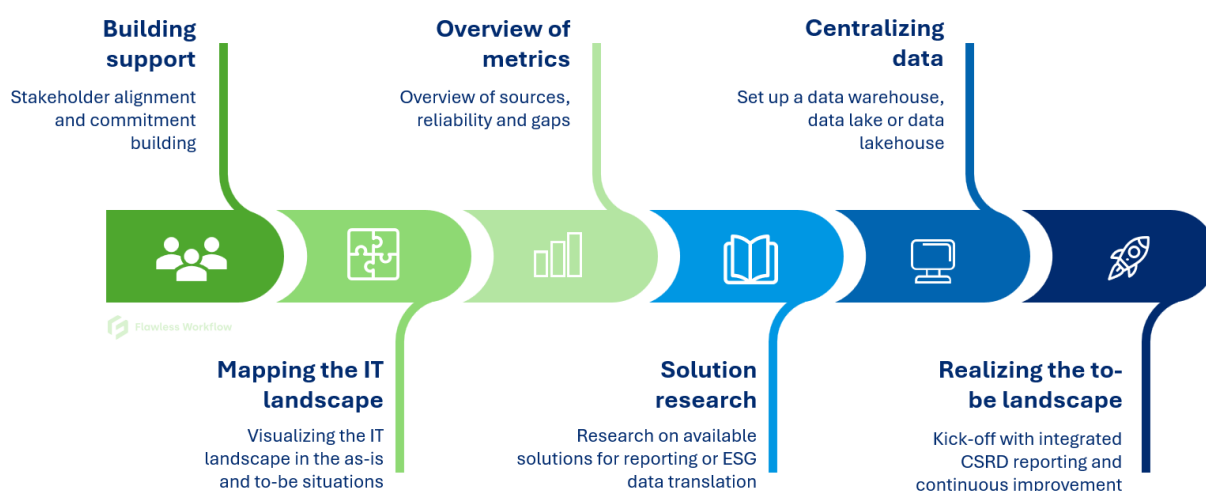 Building
support
Stakeholder alignment
and commitment
building
Overview of
metrics
Overview of sources,
reliability and gaps
Centralizing
data
Set up a data warehouse,
data lake or data
lakehouse
Flawless Workflow
Mapping the IT
landscape
Visualizing the IT
landscape in the as-is
and to-be situations
Solution
research
Research on available
solutions for reporting or ESG
data translation
Realizing the to-
be landscape
Kick-off with integrated
CSRD reporting and
continuous improvement